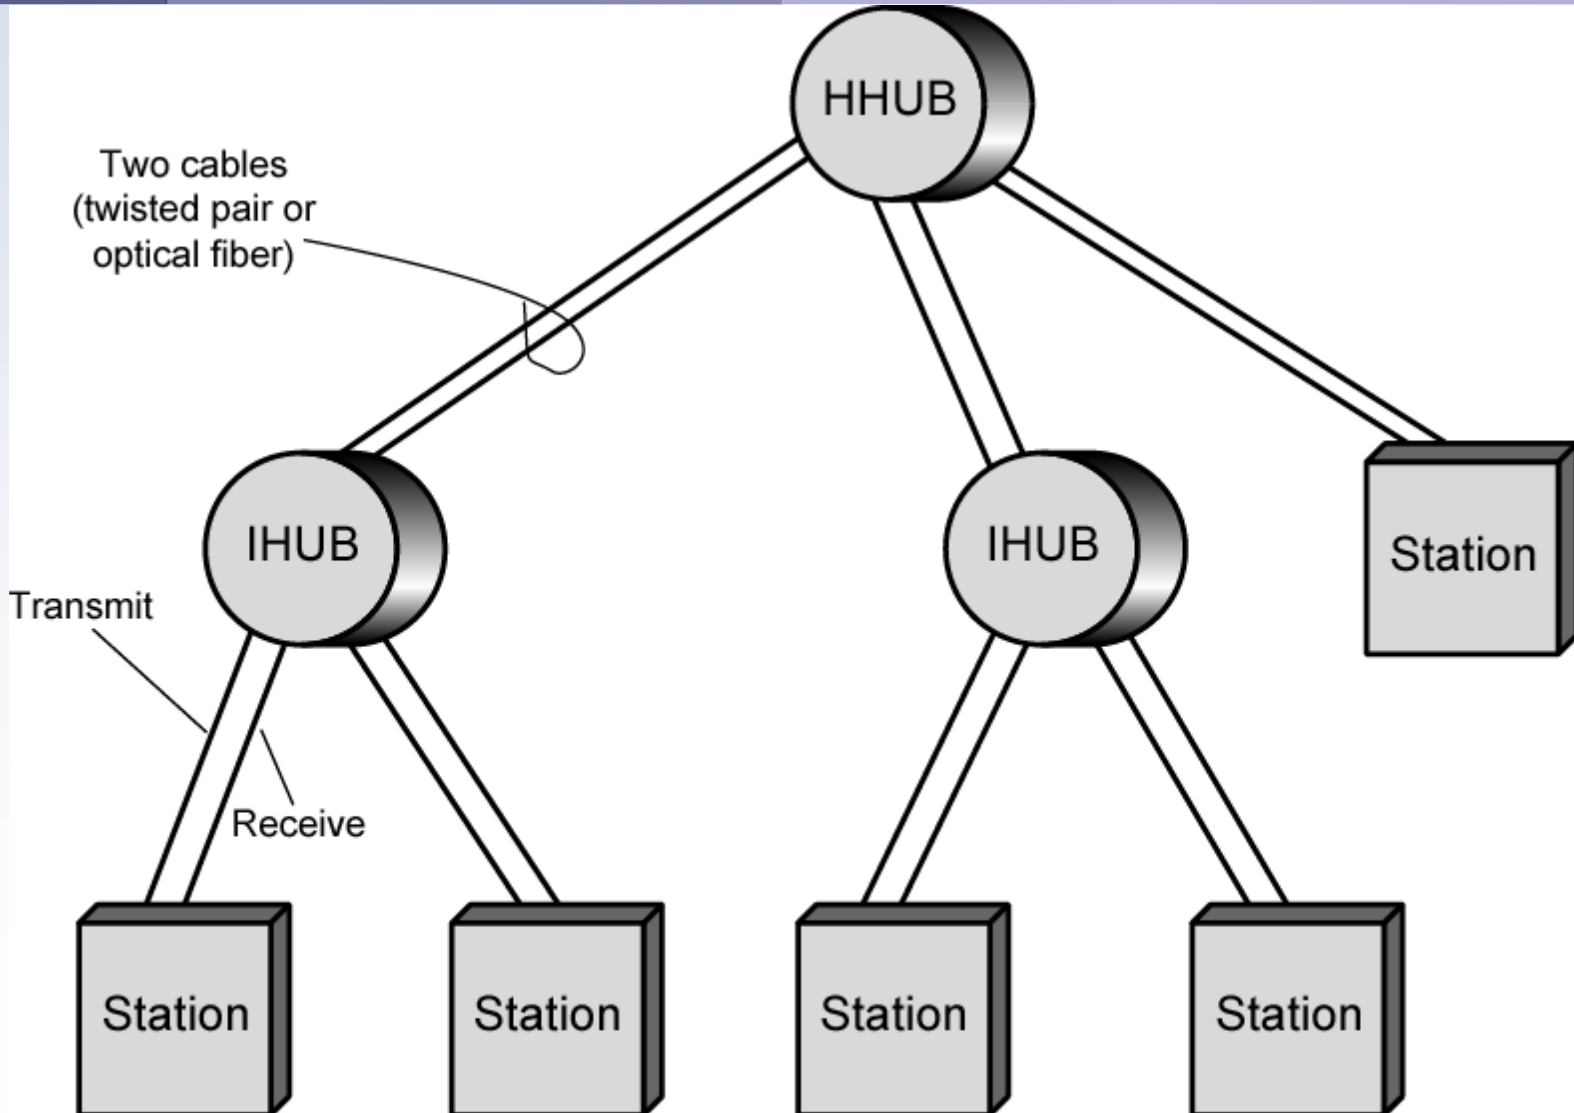 HHUB
Two cables
(twisted pair or
optical fiber)
IHUB
IHUB
Station
Transmit
Receive
Station
Station
Station
Station